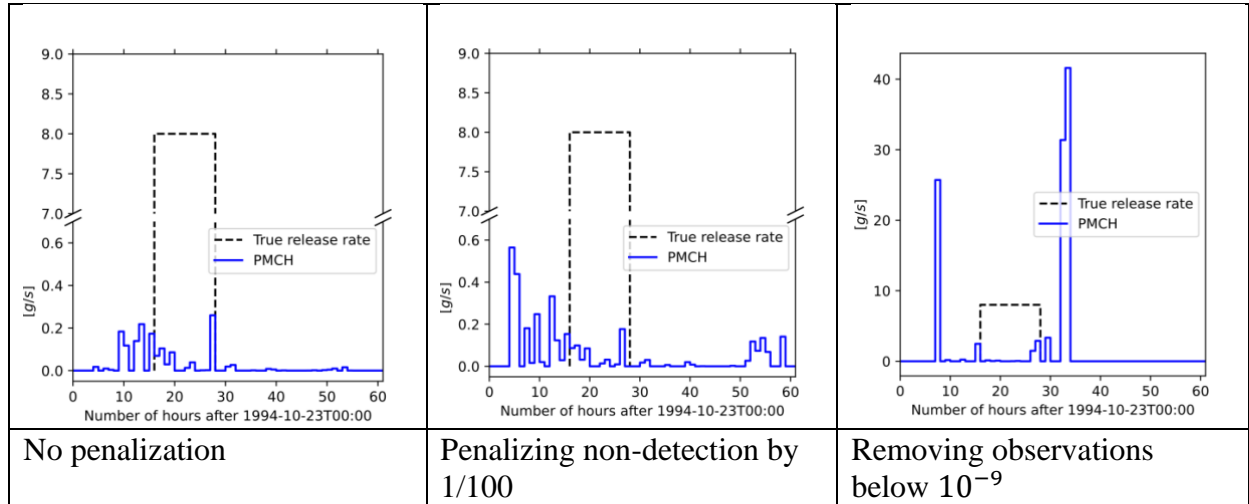 9.0
8.5
8.0
7.5
7.0
0.6
0.4
0.2
0.0
[g/s]
True release rate
PMCH
0 10 20 30 40 50 60
Number of hours after 1994-10-23T00:00
9.0
8.5
8.0
7.5
7.0
0.6
0.4
0.2
0.0
[g/s]
True release rate
PMCH
0 10 20 30 40 50 60
Number of hours after 1994-10-23T00:00
40
30
20
10
0
[g/s]
True release rate
PMCH
0 10 20 30 40 50 60
Number of hours after 1994-10-23T00:00
No penalization
Penalizing non-detection by
1/100
Removing observations
below 10⁻⁹